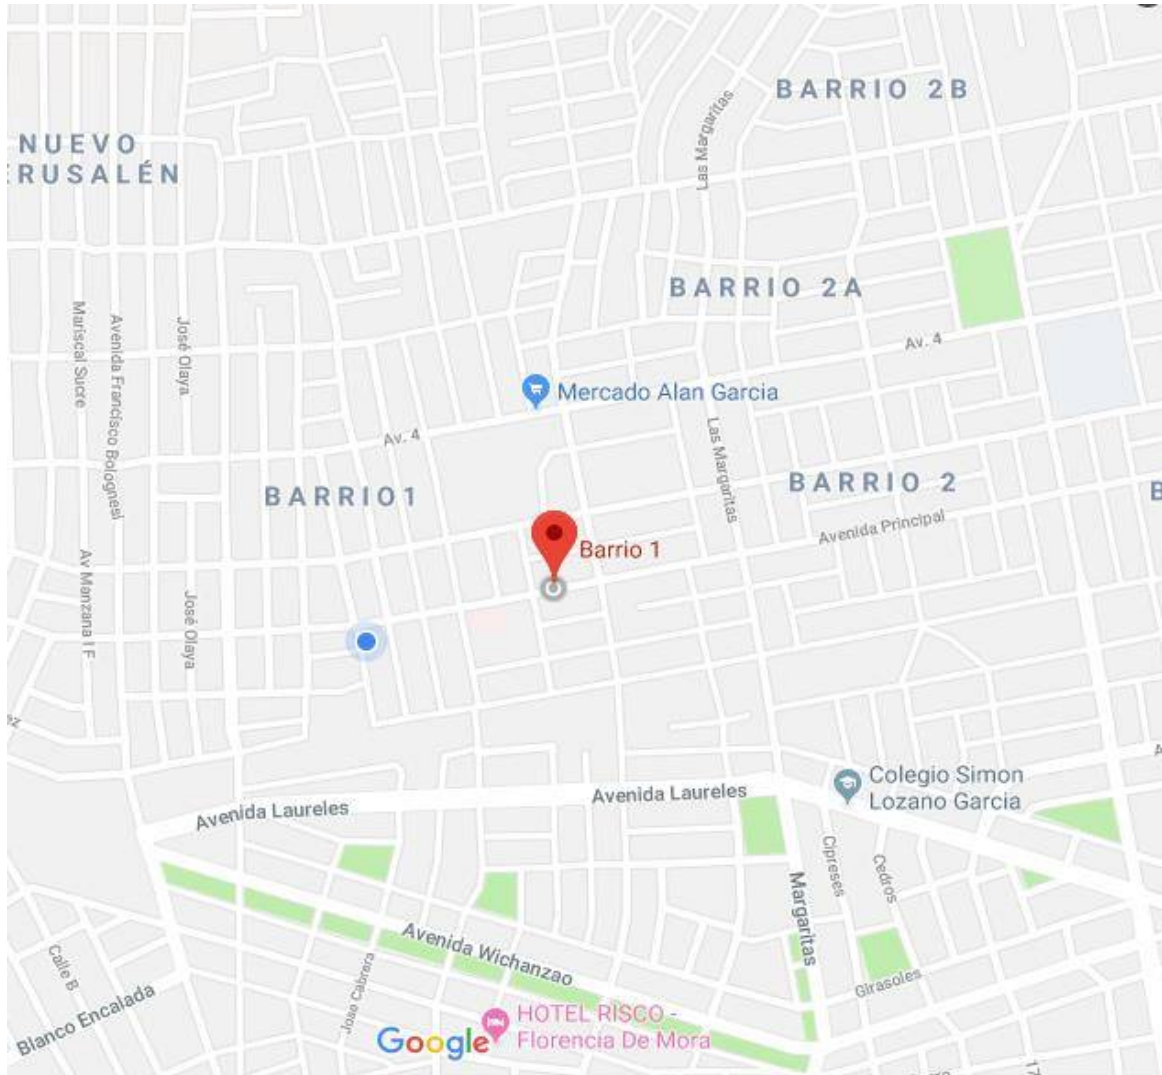 BARRIO 2B
NUEVO
ERUSALÉN
Las Margaritas
BARRIO 2A
Mariscal Sucre
Avenida Francisco Bolognesi
José Olaya
Av. 4
Mercado Alan Garcia
Av. 4
Las Margaritas
BARRIO1
BARRIO 2
Avenida Principal
Barrio 1
Av Manzana I F
José Olaya
Avenida Laureles
Avenida Laureles
Colegio Simon
Lozano Garcia
Cipreses
Cedros
Margaritas
Avenida Wichanzao
Calle B
Jose Cabrera
Girasoles
Blanco Encalada
HOTEL RISCO -
Florencia De Mora
Google